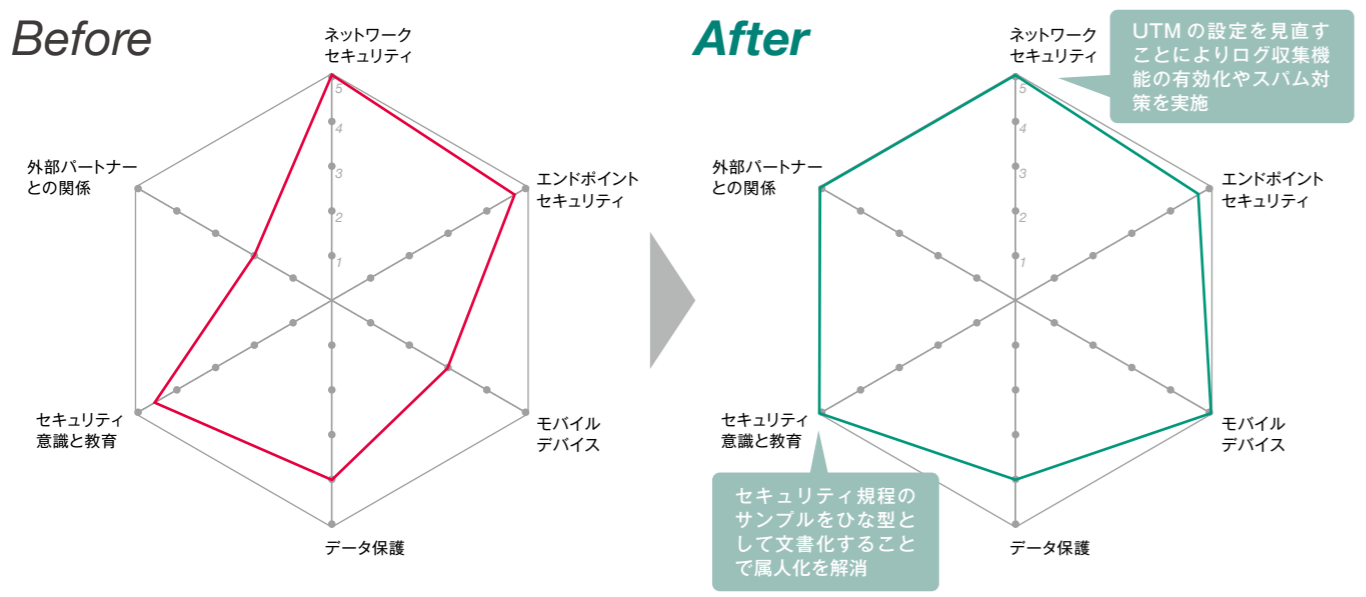 Before
ネットワーク
セキュリティ
5
4
3
2
1
エンドポイント
セキュリティ
モバイル
デバイス
データ保護
セキュリティ
意識と教育
外部パートナー
との関係
After
ネットワーク
セキュリティ
5
4
3
2
1
UTM の設定を見直す
ことによりログ収集機
能の有効化やスパム対
策を実施
エンドポイント
セキュリティ
モバイル
デバイス
データ保護
セキュリティ
意識と教育
セキュリティ規程の
サンプルをひな型と
して文書化すること
で属人化を解消
外部パートナー
との関係